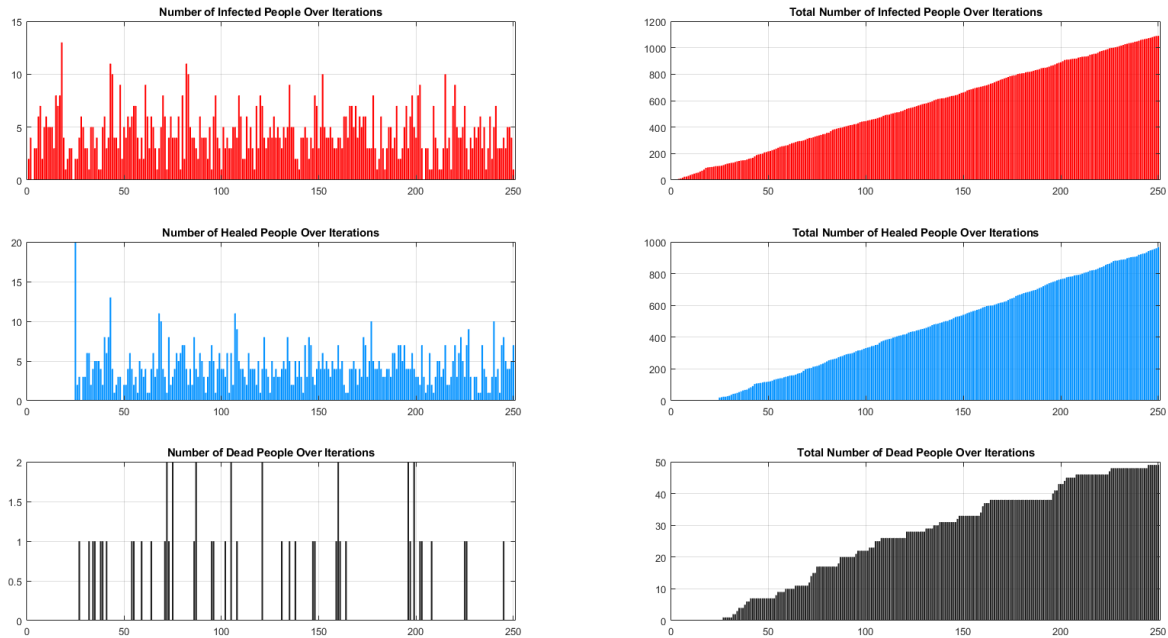 Number of Infected People Over Iterations
15
10
5
0
0 50 100 150 200 250
Total Number of Infected People Over Iterations
1200
1000
800
600
400
200
0
0 50 100 150 200 250
Number of Healed People Over Iterations
20
15
10
5
0
0 50 100 150 200 250
Total Number of Healed People Over Iterations
1000
800
600
400
200
0
0 50 100 150 200 250
Number of Dead People Over Iterations
2
1.5
1
0.5
0
0 50 100 150 200 250
Total Number of Dead People Over Iterations
50
40
30
20
10
0
0 50 100 150 200 250